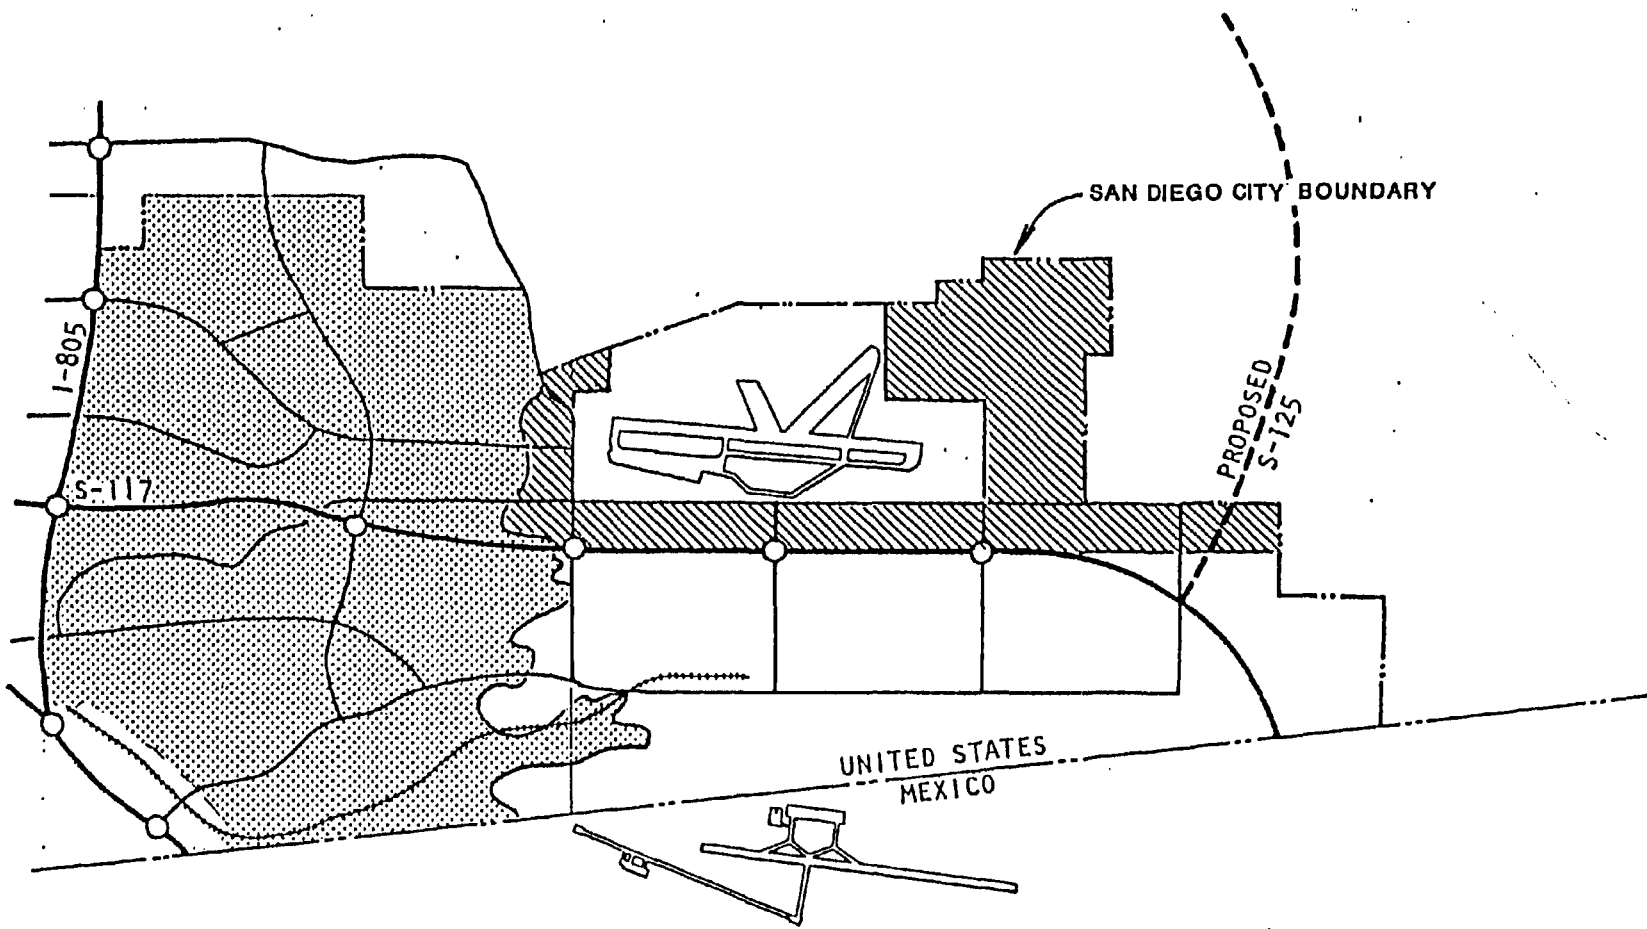 SAN DIEGO CITY BOUNDARY
I-805
PROPOSED
S-125
S-117
UNITED STATES
MEXICO